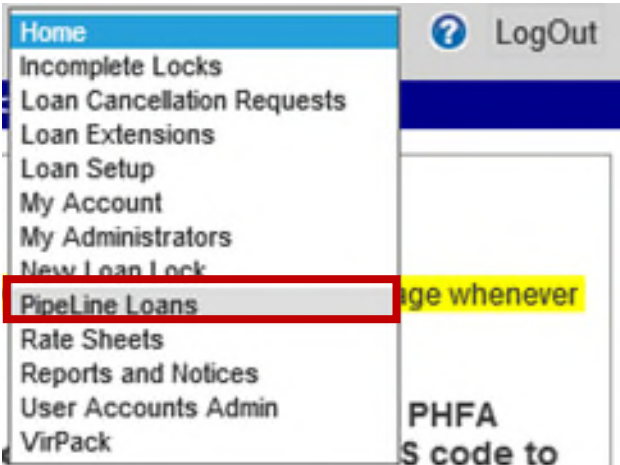 Home
LogOut
Incomplete Locks
Loan Cancellation Requests
Loan Extensions
Loan Setup
My Account
My Administrators
New Loan Lock
PipeLine Loans
age whenever
Rate Sheets
Reports and Notices
User Accounts Admin
PHFA
VirPack
S code to